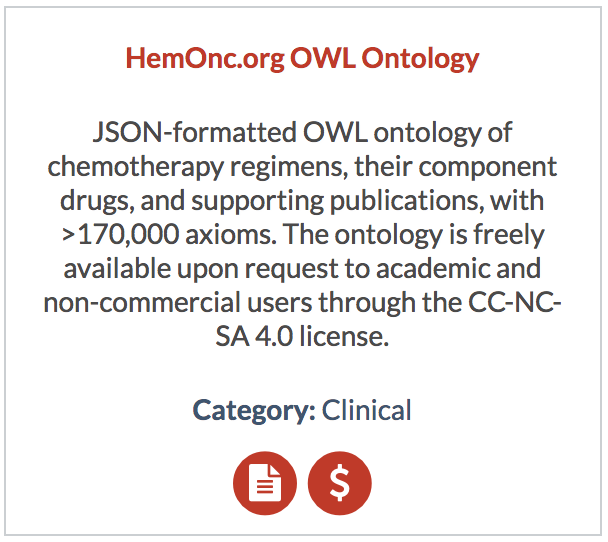 HemOnc.org OWL Ontology
JSON-formatted OWL ontology of
chemotherapy regimens, their component
drugs, and supporting publications, with
>170,000 axioms. The ontology is freely
available upon request to academic and
non-commercial users through the CC-NC-
SA 4.0 license.
Category: Clinical
$